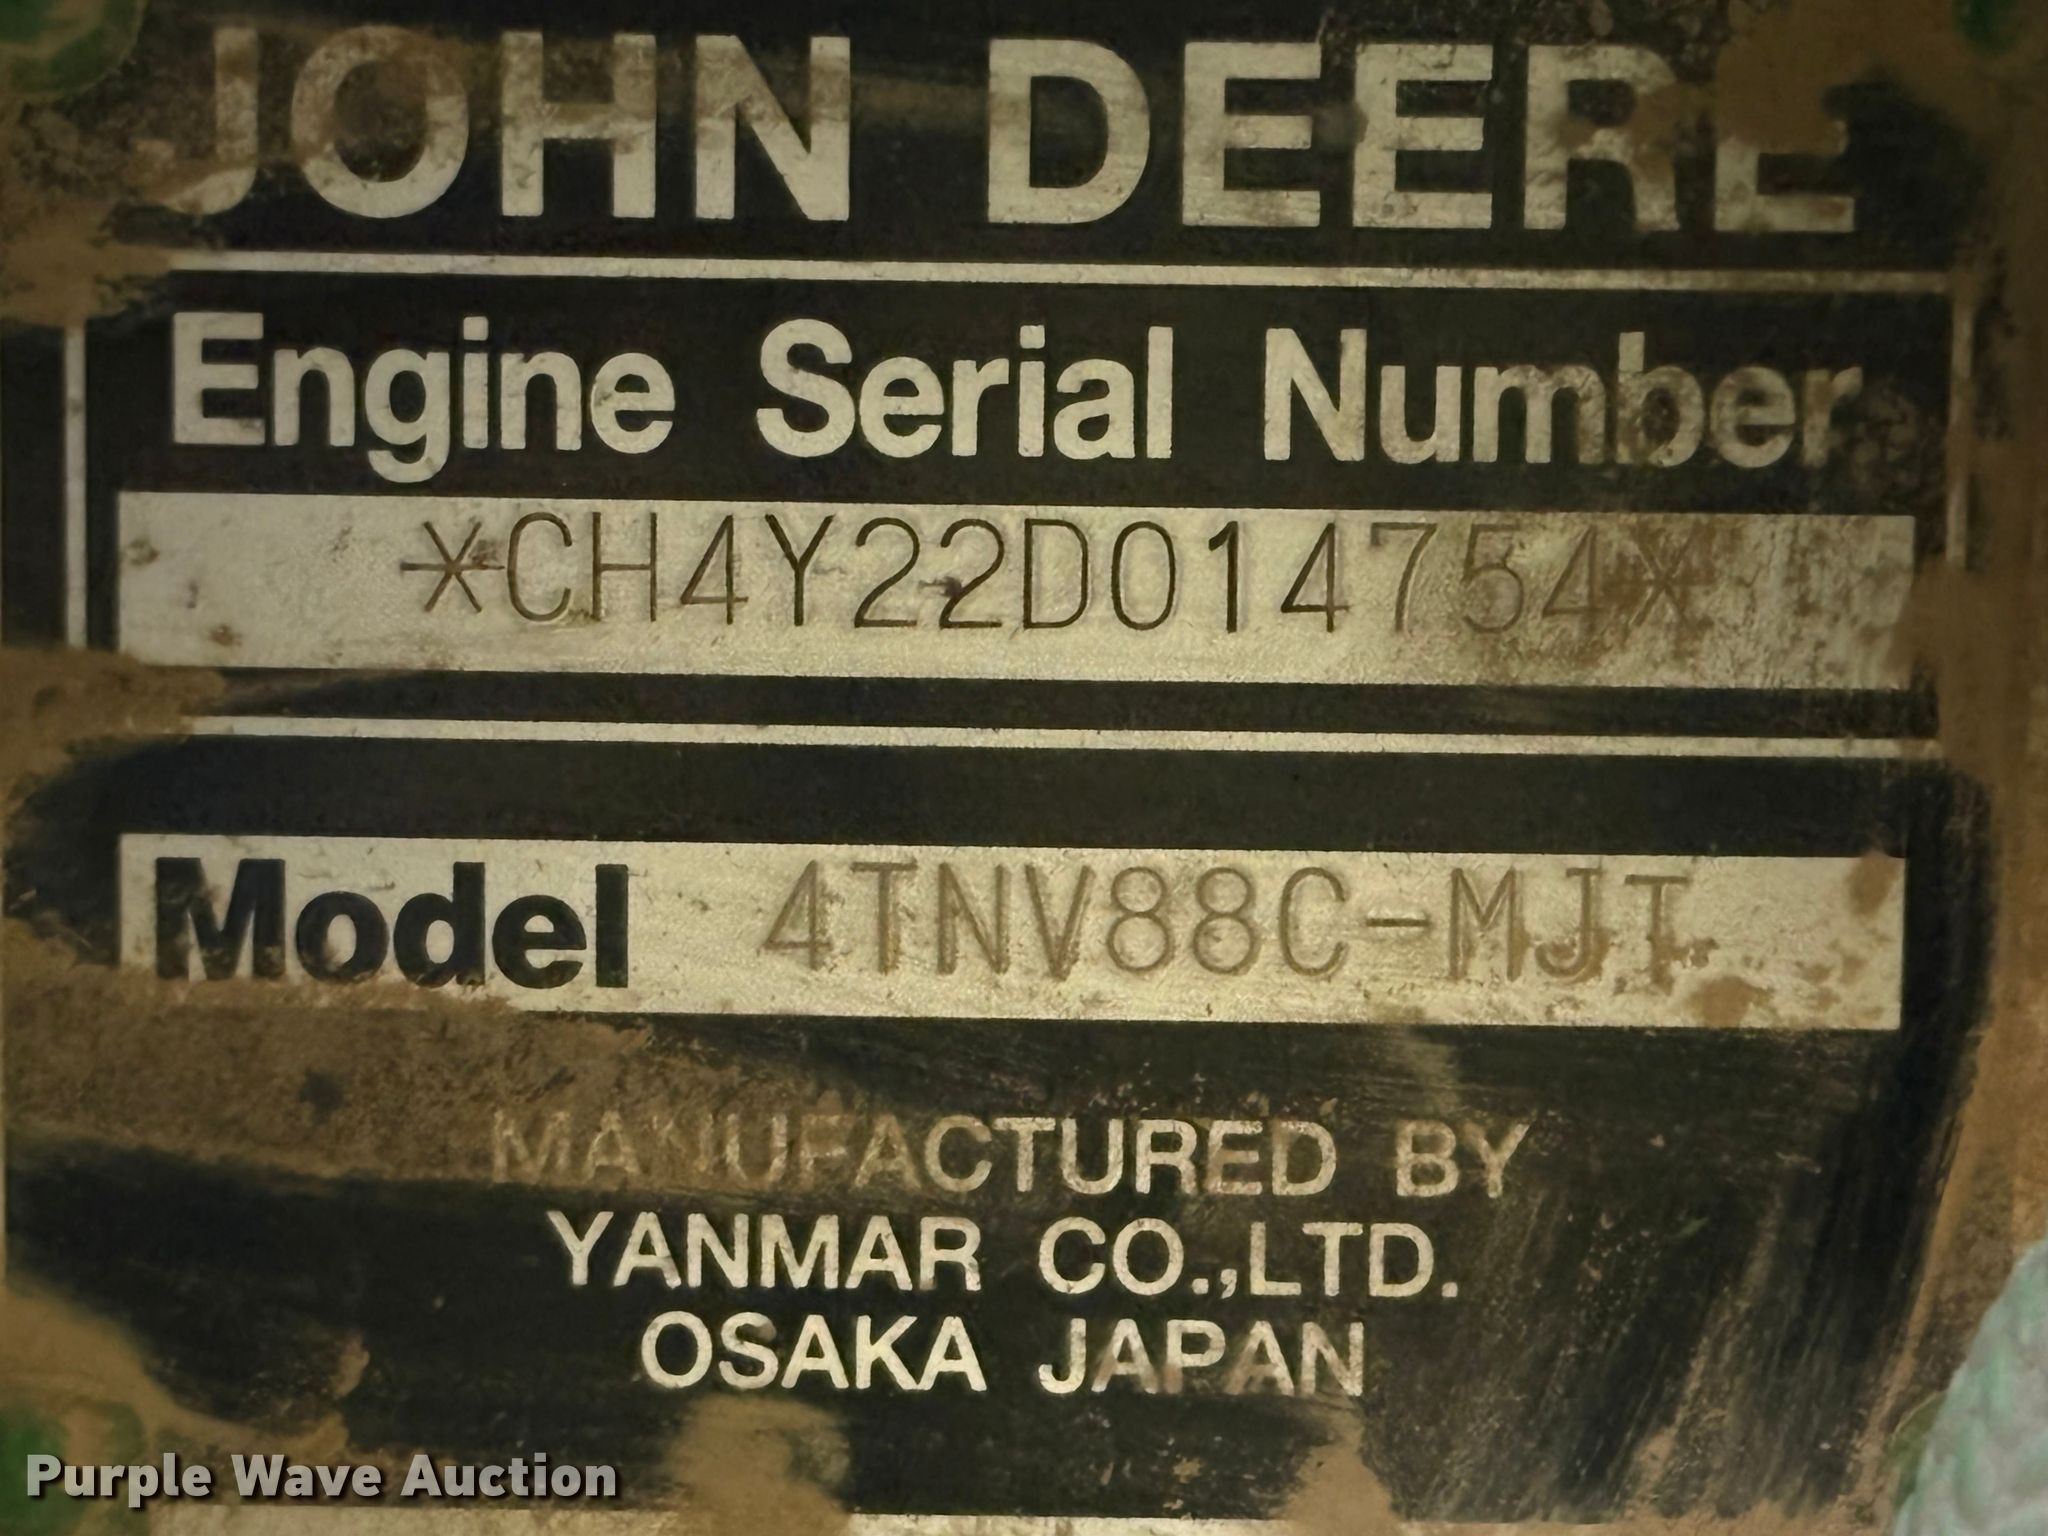 JOHN DEERE
Engine Serial Number
*CH4Y22D014754*
Model 4TNV88C-MJT
MANUFACTURED BY
YANMAR CO.,LTD.
OSAKA JAPAN
Purple Wave Auction